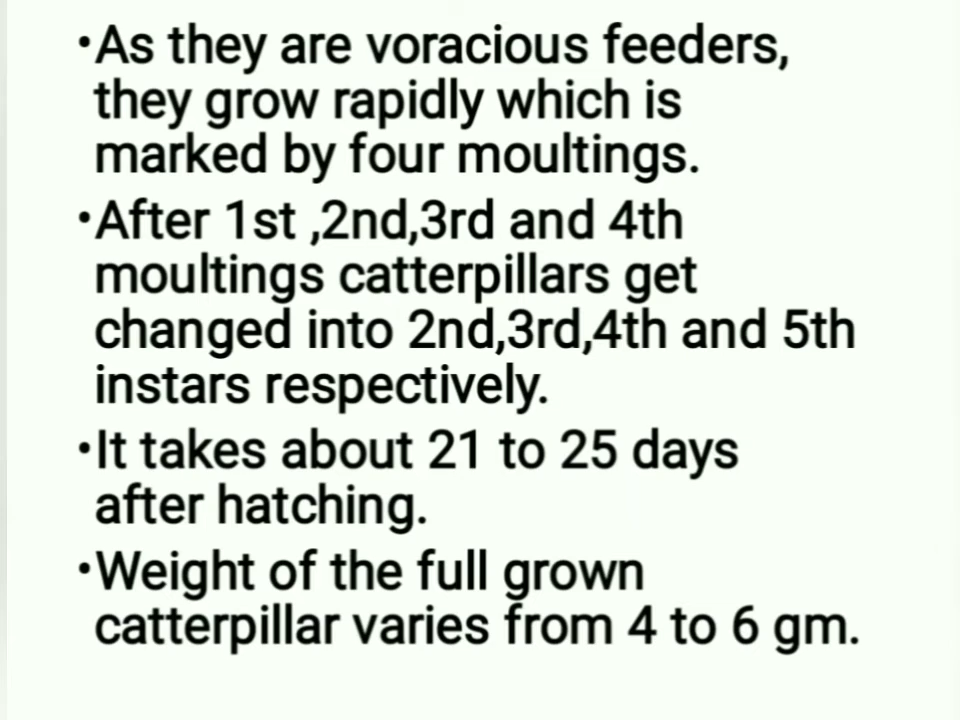 •As they are voracious feeders,
they grow rapidly which is
marked by four moultings.
•After 1st ,2nd,3rd and 4th
moultings catterpillars get
changed into 2nd,3rd,4th and 5th
instars respectively.
•It takes about 21 to 25 days
after hatching.
•Weight of the full grown
catterpillar varies from 4 to 6 gm.